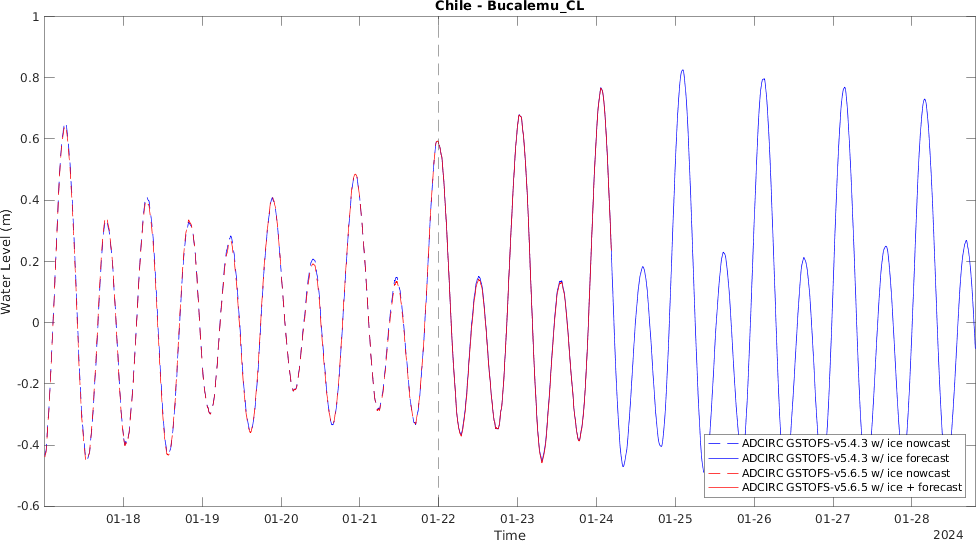 Chile - Bucalemu_CL
Water Level (m)
1
0.8
0.6
0.4
0.2
0
-0.2
-0.4
-0.6
ADCIRC GSTOFS-v5.4.3 w/ ice nowcast
ADCIRC GSTOFS-v5.4.3 w/ ice forecast
ADCIRC GSTOFS-v5.6.5 w/ ice nowcast
ADCIRC GSTOFS-v5.6.5 w/ ice + forecast
01-18 01-19 01-20 01-21 01-22 01-23 01-24 01-25 01-26 01-27 01-28
Time
2024